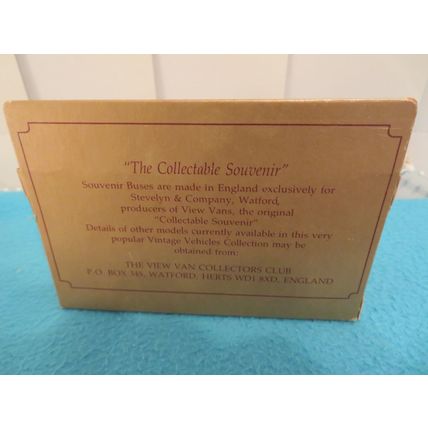 "The Collectable Souvenir"
Souvenir Buses are made in England exclusively for
Stevelyn & Company, Watford,
producers of View Vans, the original
"Collectable Souvenir"
Details of other models currently available in this very
popular Vintage Vehicles Collection may be
obtained from:
THE VIEW VAN COLLECTORS CLUB
P.O. BOX 345, WATFORD, HERTS WD1 8XD, ENGLAND